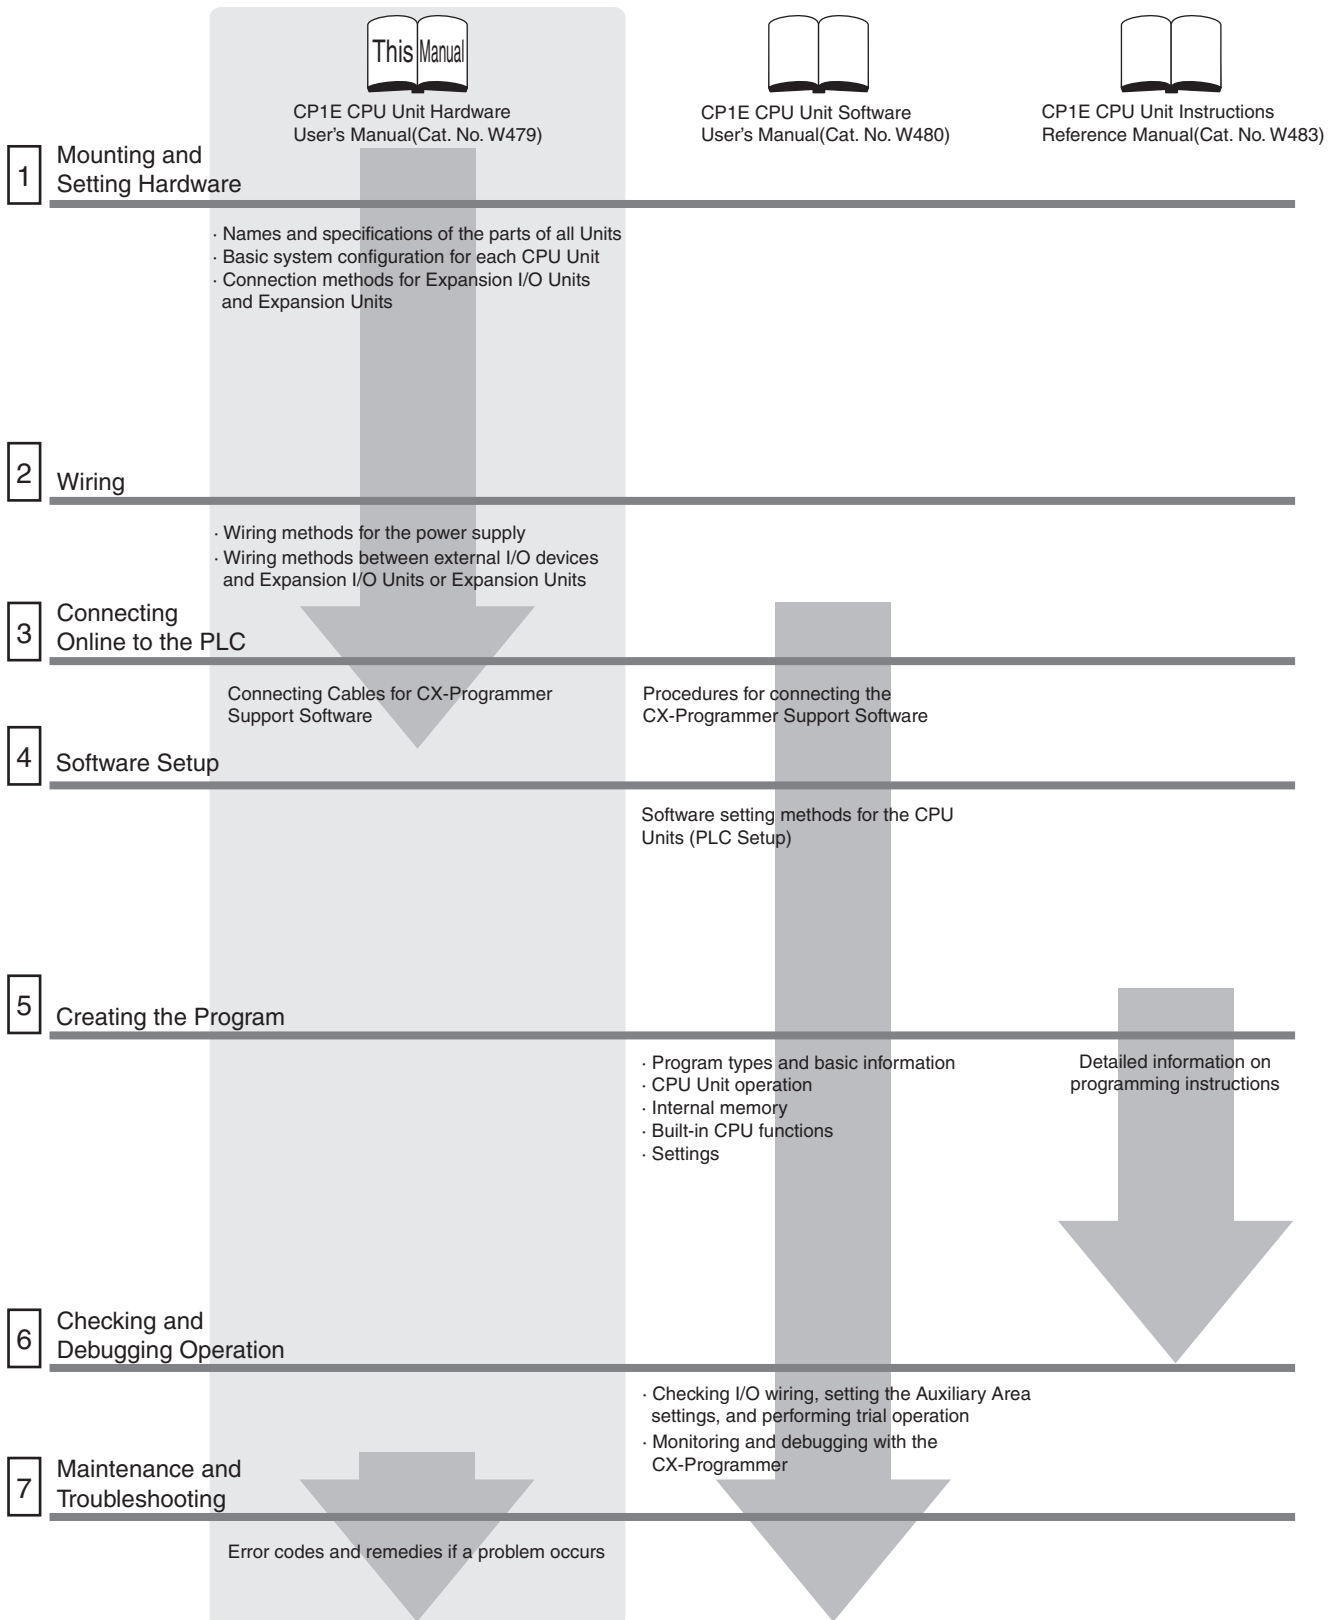 This Manual
CP1E CPU Unit Hardware
User's Manual(Cat. No. W479)
CP1E CPU Unit Software
User's Manual(Cat. No. W480)
CP1E CPU Unit Instructions
Reference Manual(Cat. No. W483)
1
Mounting and
Setting Hardware
· Names and specifications of the parts of all Units
· Basic system configuration for each CPU Unit
· Connection methods for Expansion I/O Units
and Expansion Units
2
Wiring
· Wiring methods for the power supply
· Wiring methods between external I/O devices
and Expansion I/O Units or Expansion Units
3
Connecting
Online to the PLC
Connecting Cables for CX-Programmer
Support Software
Procedures for connecting the
CX-Programmer Support Software
4
Software Setup
Software setting methods for the CPU
Units (PLC Setup)
5
Creating the Program
· Program types and basic information
· CPU Unit operation
· Internal memory
· Built-in CPU functions
· Settings
Detailed information on
programming instructions
6
Checking and
Debugging Operation
· Checking I/O wiring, setting the Auxiliary Area
settings, and performing trial operation
· Monitoring and debugging with the
CX-Programmer
7
Maintenance and
Troubleshooting
Error codes and remedies if a problem occurs